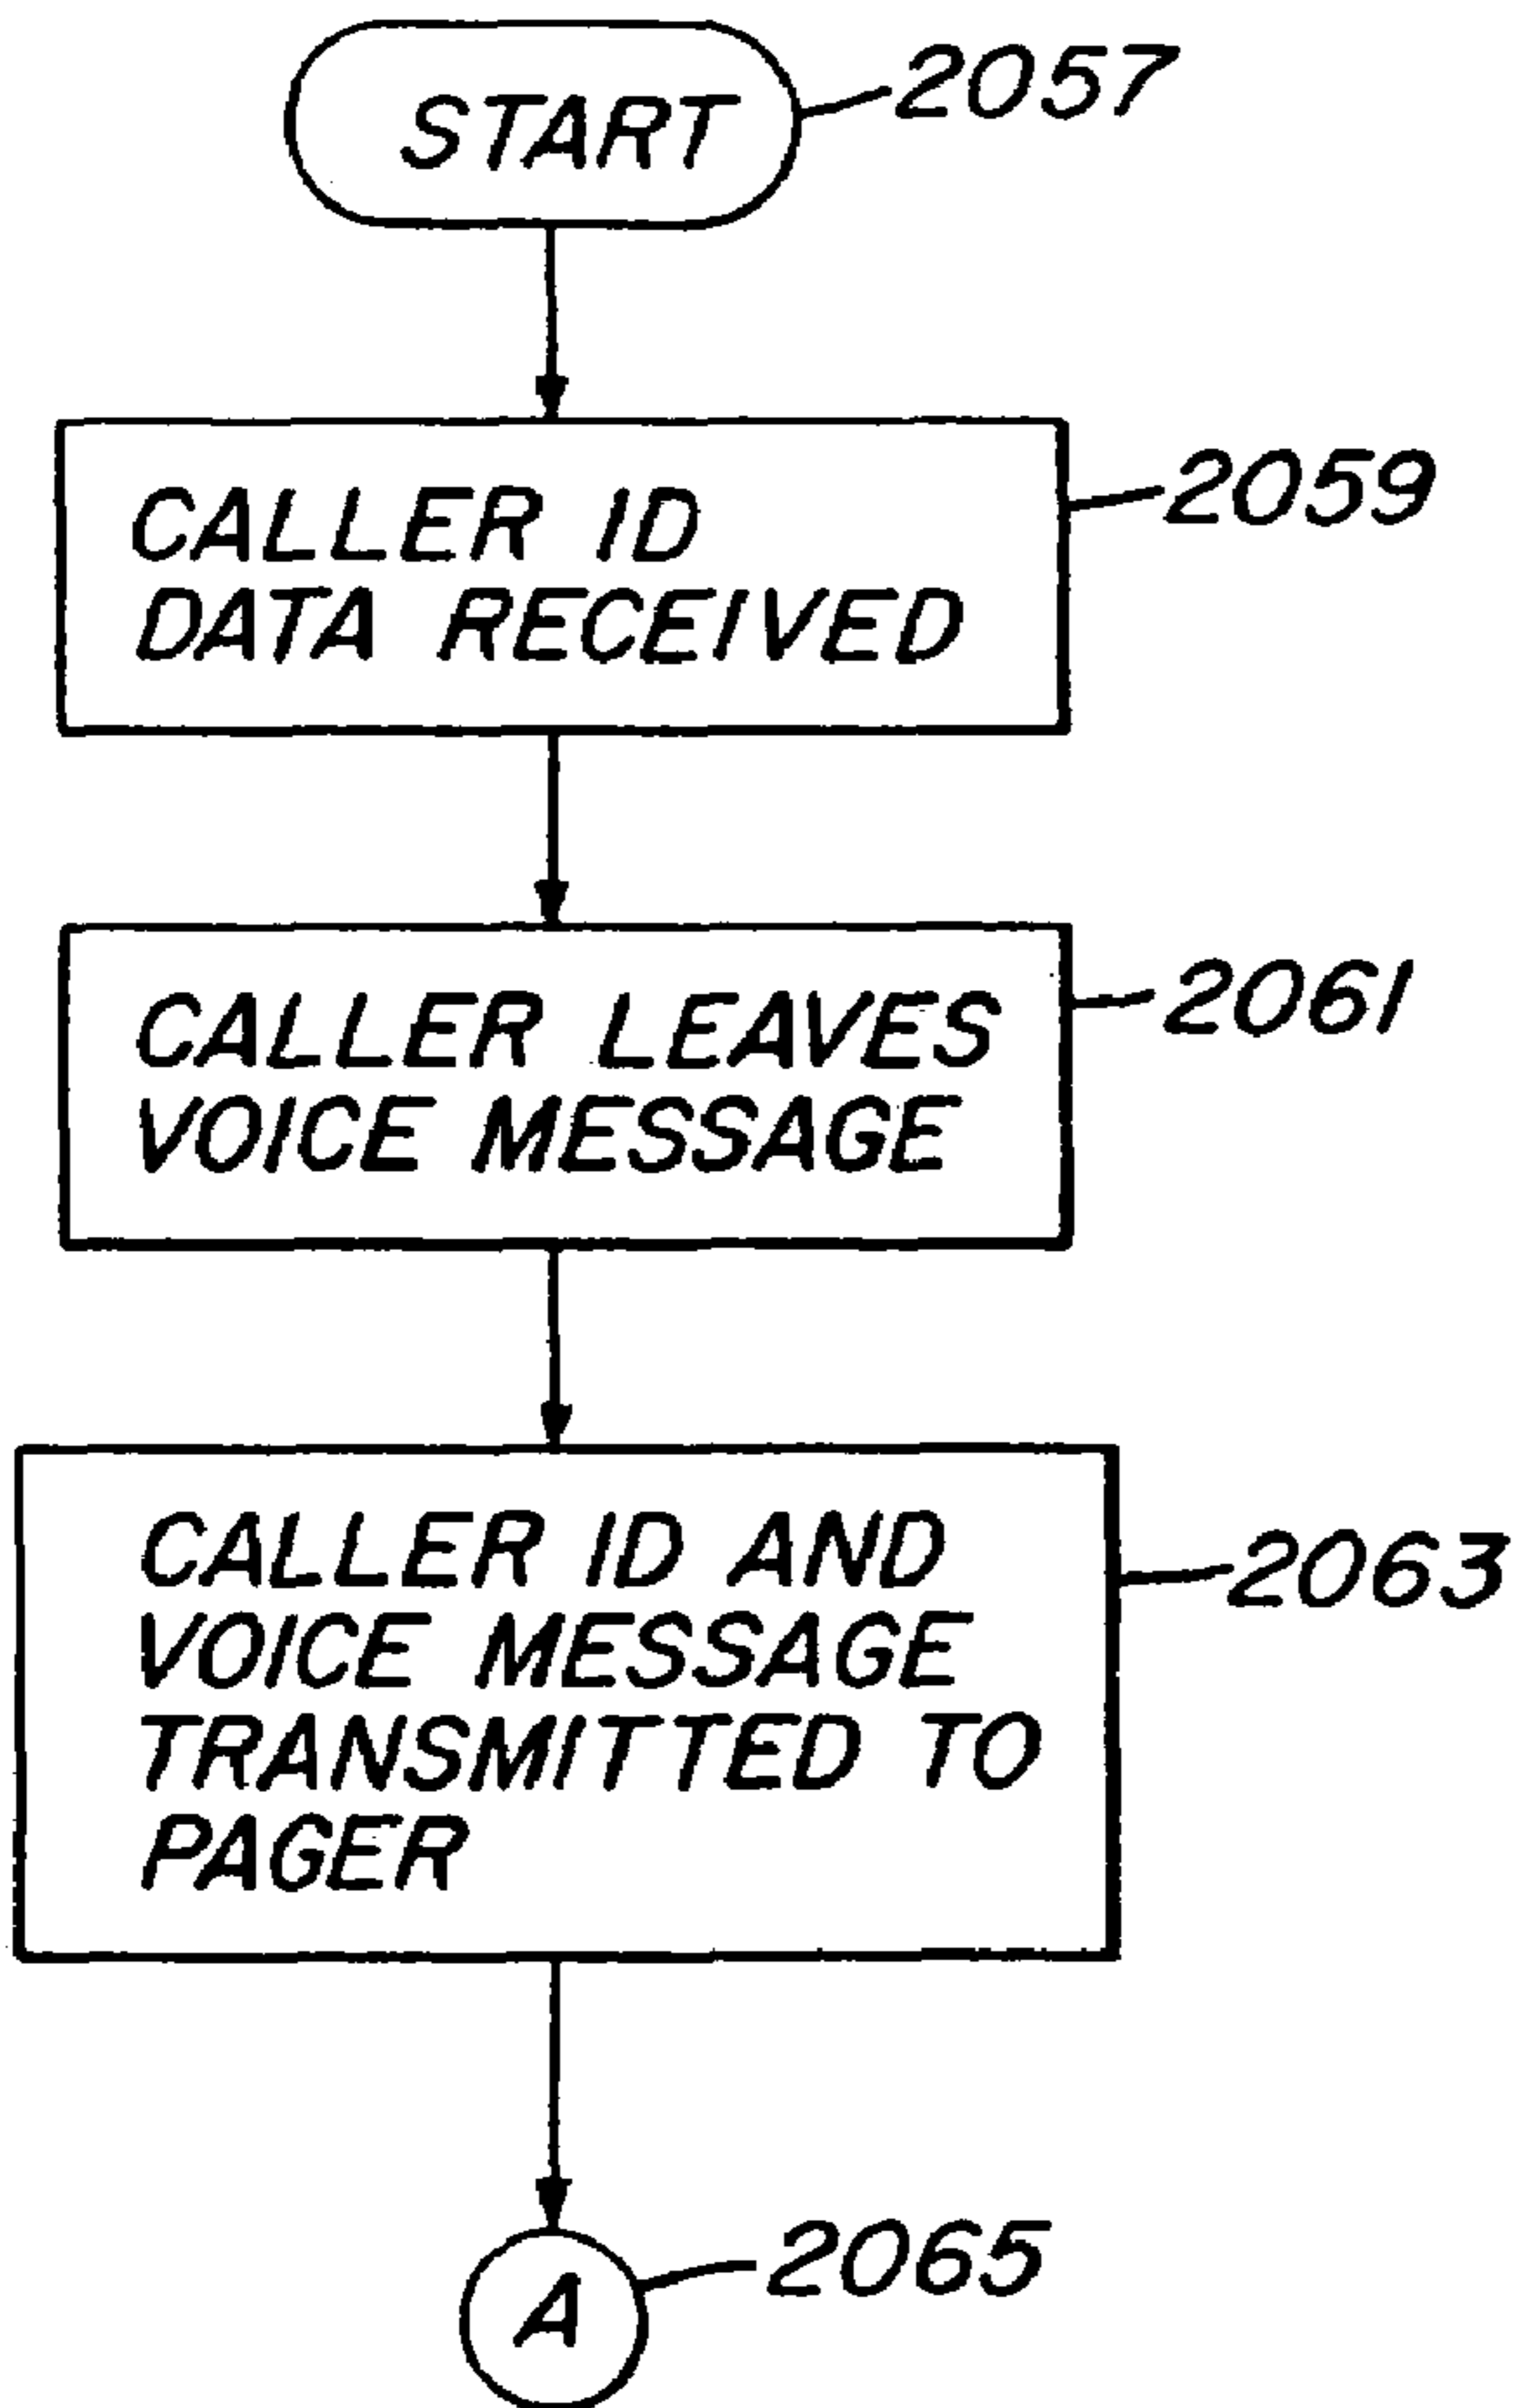 START
2057
CALLER ID
DATA RECEIVED
2059
CALLER LEAVES
VOICE MESSAGE
2061
CALLER ID AND
VOICE MESSAGE
TRANSMITTED TO
PAGER
2063
A
2065